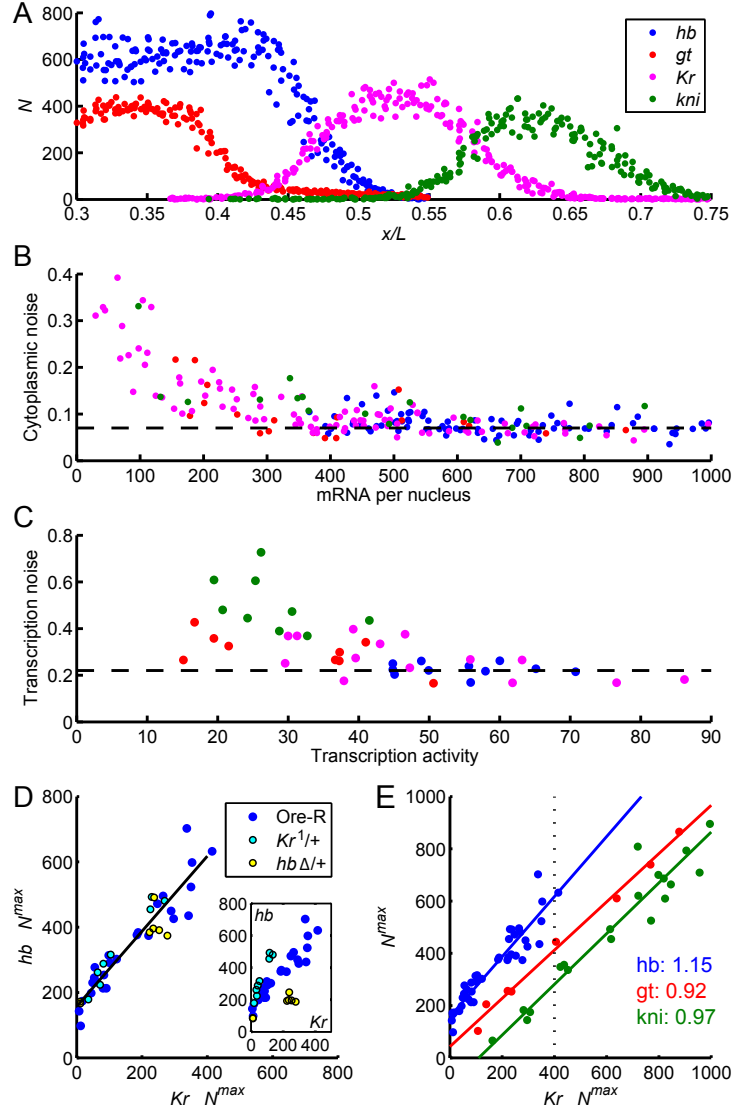 A
800
600
400
200
0
N
hb
gt
Kr
kni
0.3
0.35
0.4
0.45
0.5
0.55
0.6
0.65
0.7
0.75
x/L
B
0.4
0.3
0.2
0.1
0
Cytoplasmic noise
0
100
200
300
400
500
600
700
800
900
1000
mRNA per nucleus
C
0.8
0.6
0.4
0.2
0
Transcription noise
0
10
20
30
40
50
60
70
80
90
Transcription activity
D
800
600
400
200
0
hb N^max
Ore-R
Kr^1/+
hb Δ/+
hb
800
600
400
200
0
0
200
400
Kr
0
200
400
600
800
Kr N^max
E
1000
800
600
400
200
0
N^max
hb: 1.15
gt: 0.92
kni: 0.97
0
200
400
600
800
1000
Kr N^max